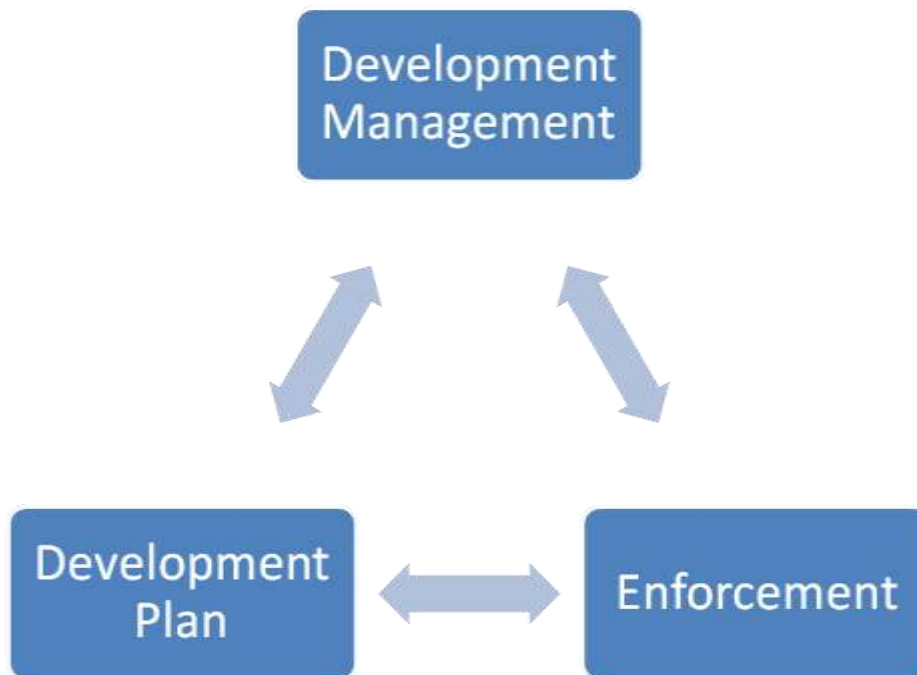 Development
Management
Development
Plan
Enforcement